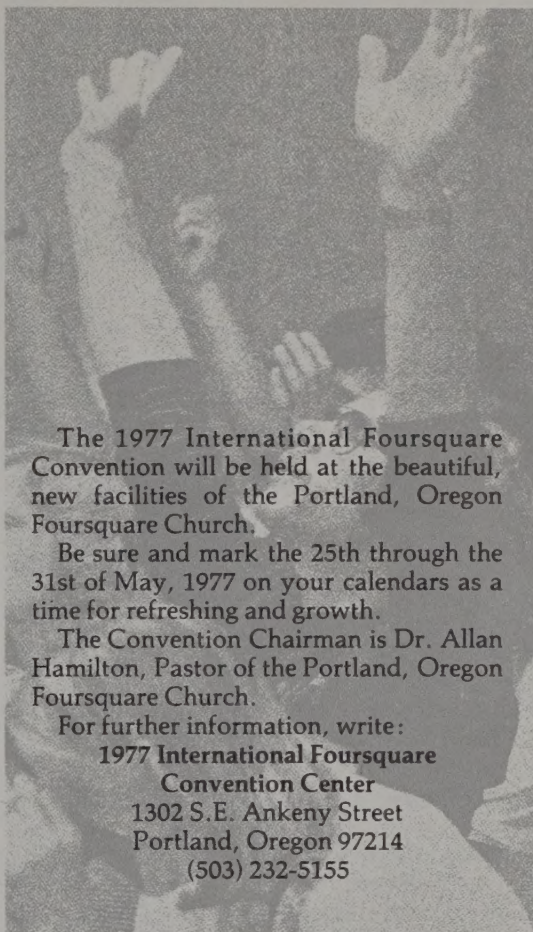 The 1977 International Foursquare
Convention will be held at the beautiful,
new facilities of the Portland, Oregon
Foursquare Church.
Be sure and mark the 25th through the
31st of May, 1977 on your calendars as a
time for refreshing and growth.
The Convention Chairman is Dr. Allan
Hamilton, Pastor of the Portland, Oregon
Foursquare Church.
For further information, write:
1977 International Foursquare
Convention Center
1302 S.E. Ankeny Street
Portland, Oregon 97214
(503) 232-5155